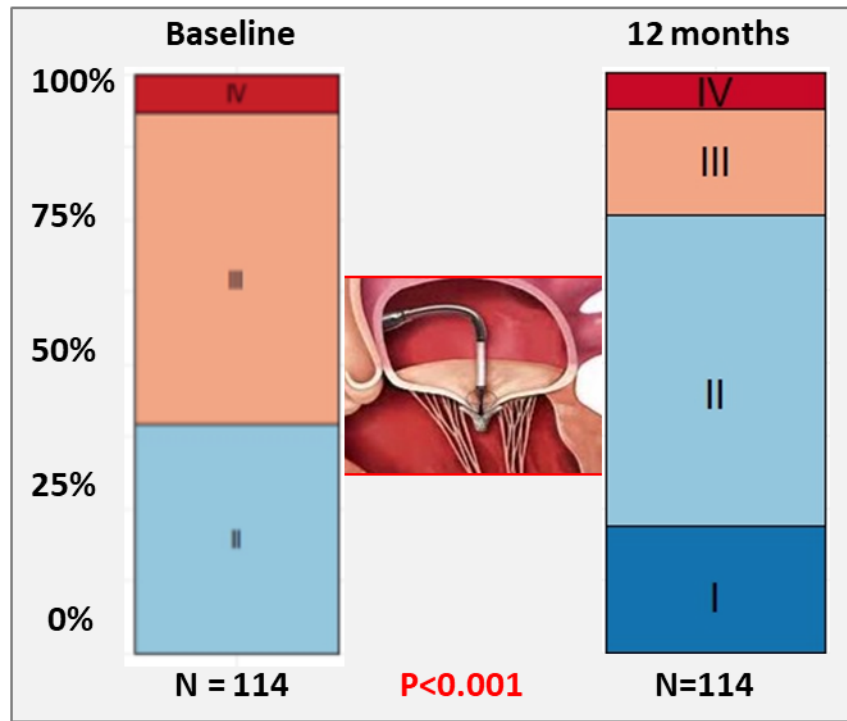 Baseline
12 months
100%
75%
50%
25%
0%
IV
III
II
IV
III
II
I
N = 114
P<0.001
N=114